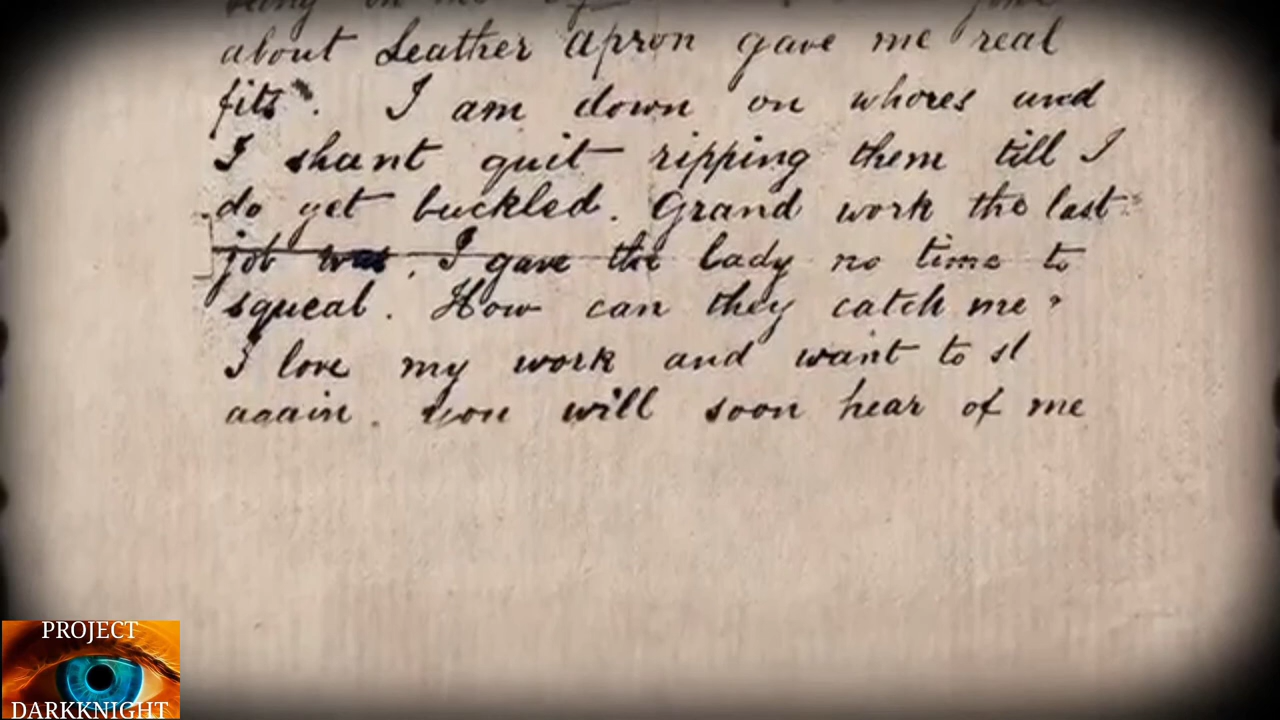 about Leather Apron gave me real
fits. I am down on whores and
I shant quit ripping them till I
do get buckled. Grand work the last
job was. I gave the lady no time to
squeal. How can they catch me
I love my work and want to st
again. you will soon hear of me
PROJECT
DARKKNIGHT